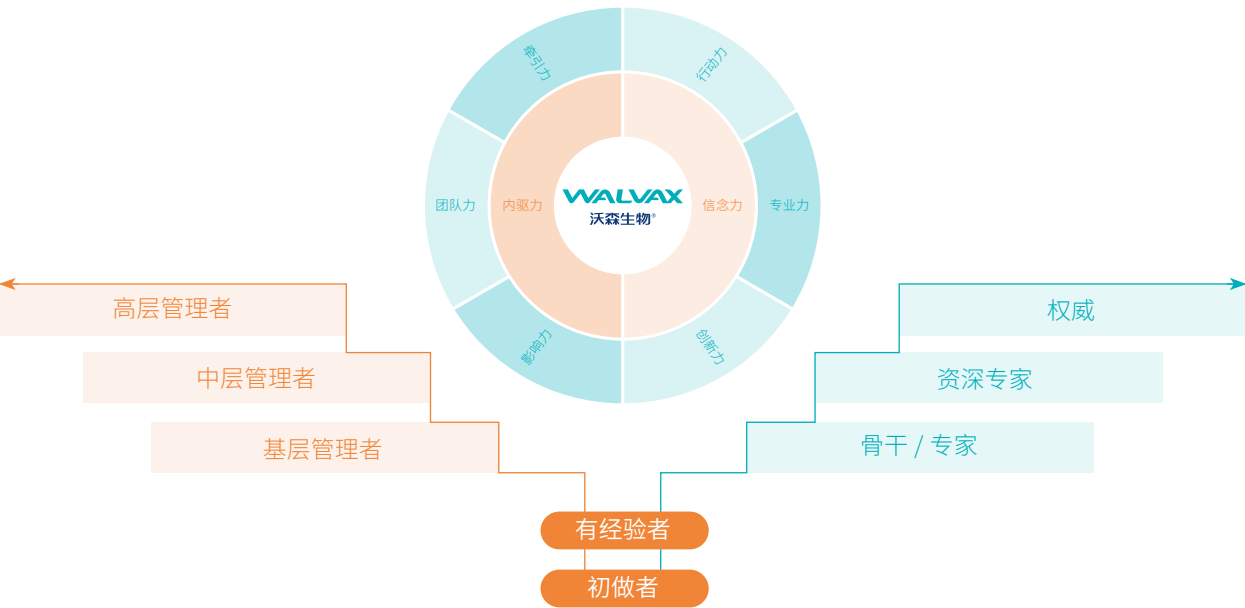 牵引力
行动力
团队力
内驱力
WALVAX
沃森生物®
信念力
专业力
影响力
创新力
高层管理者
权威
中层管理者
资深专家
基层管理者
骨干 / 专家
有经验者
初做者